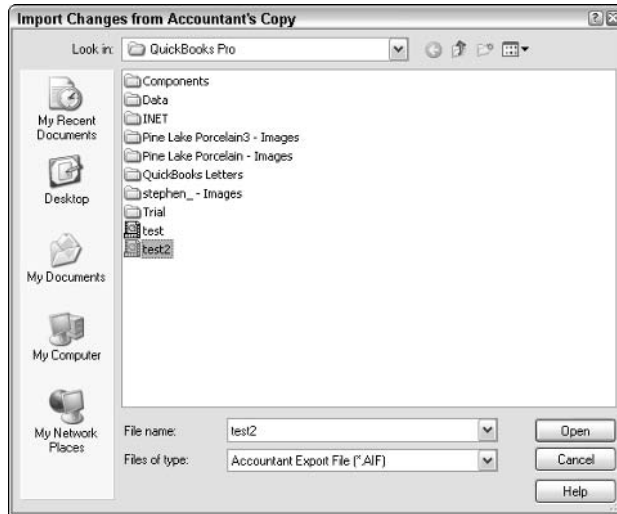 Import Changes from Accountant's Copy
Look in:
QuickBooks Pro
My Recent
Documents
Desktop
My Documents
My Computer
My Network
Places
Components
Data
INET
Pine Lake Porcelain3 - Images
Pine Lake Porcelain - Images
QuickBooks Letters
stephen_ - Images
Trial
test
test2
File name:
test2
Open
Files of type:
Accountant Export File (*.AIF)
Cancel
Help